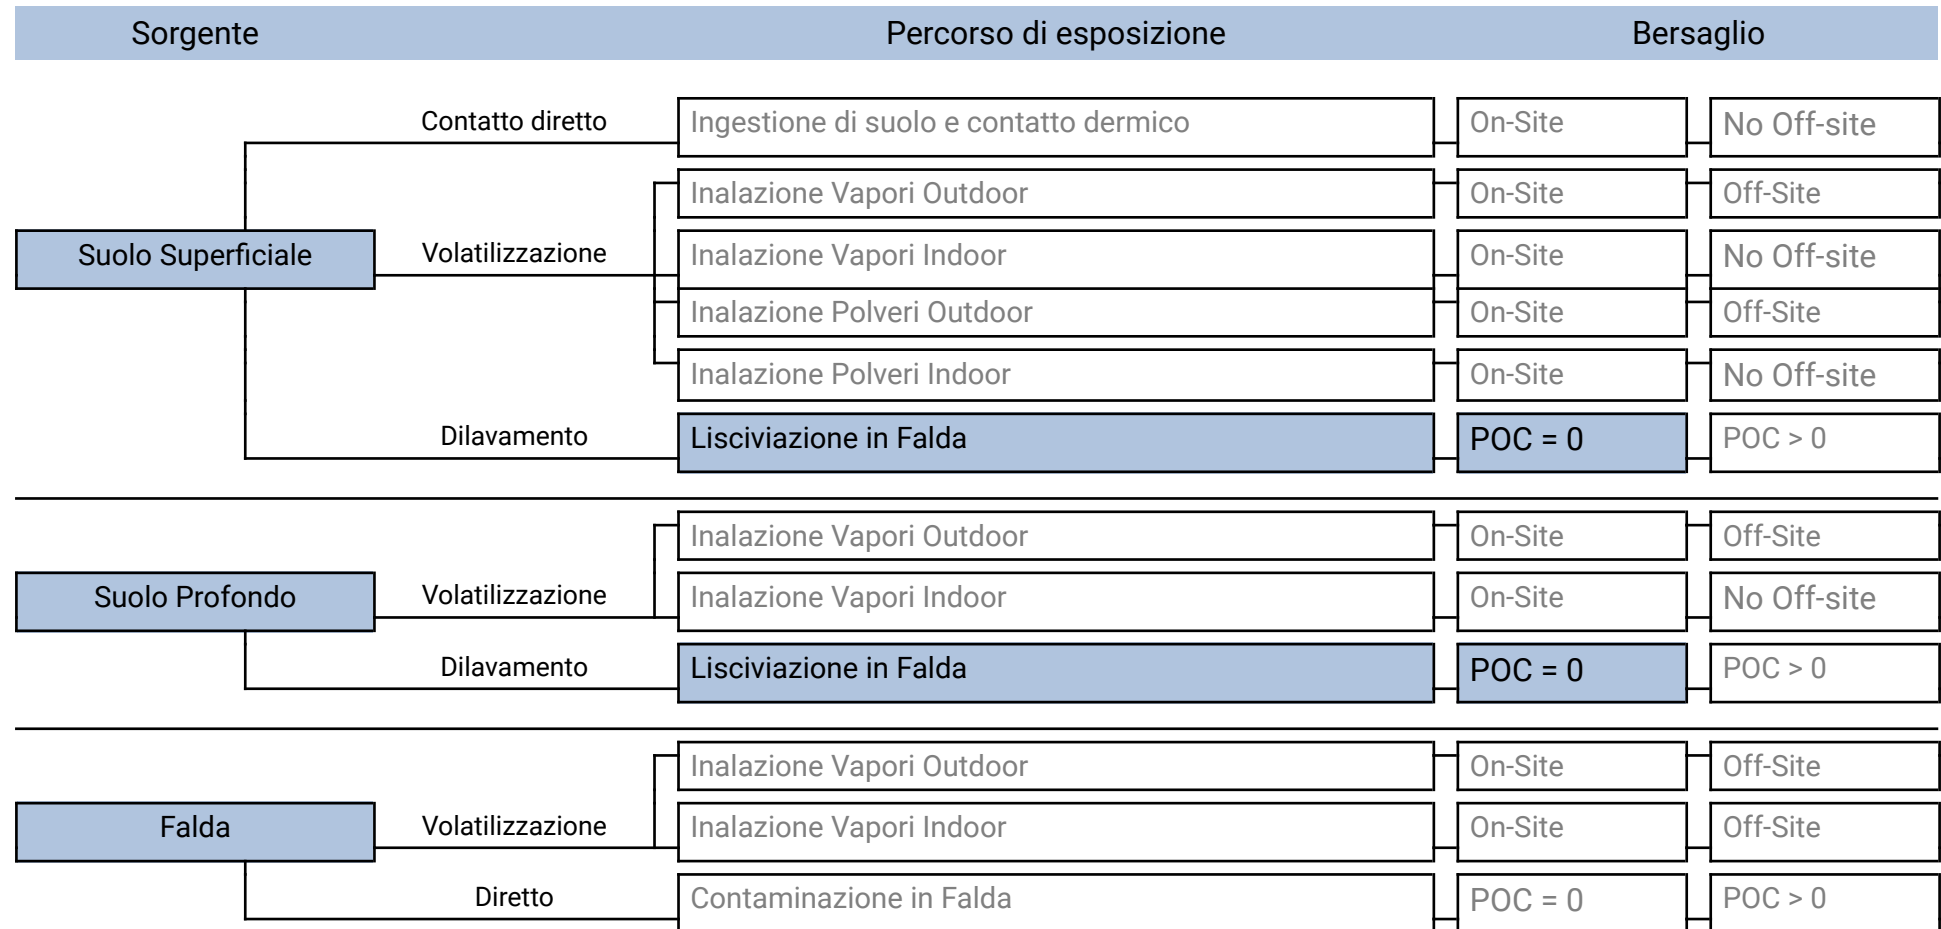 Sorgente Percorso di esposizione Bersaglio
Contatto diretto Ingestione di suolo e contatto dermico On-Site No Off-site
Inalazione Vapori Outdoor On-Site Off-Site
Suolo Superficiale Volatilizzazione Inalazione Vapori Indoor On-Site No Off-site
Inalazione Polveri Outdoor On-Site Off-Site
Inalazione Polveri Indoor On-Site No Off-site
Dilavamento Lisciviazione in Falda POC = 0 POC > 0
Inalazione Vapori Outdoor On-Site Off-Site
Suolo Profondo Volatilizzazione Inalazione Vapori Indoor On-Site No Off-site
Dilavamento Lisciviazione in Falda POC = 0 POC > 0
Inalazione Vapori Outdoor On-Site Off-Site
Falda Volatilizzazione Inalazione Vapori Indoor On-Site Off-Site
Diretto Contaminazione in Falda POC = 0 POC > 0